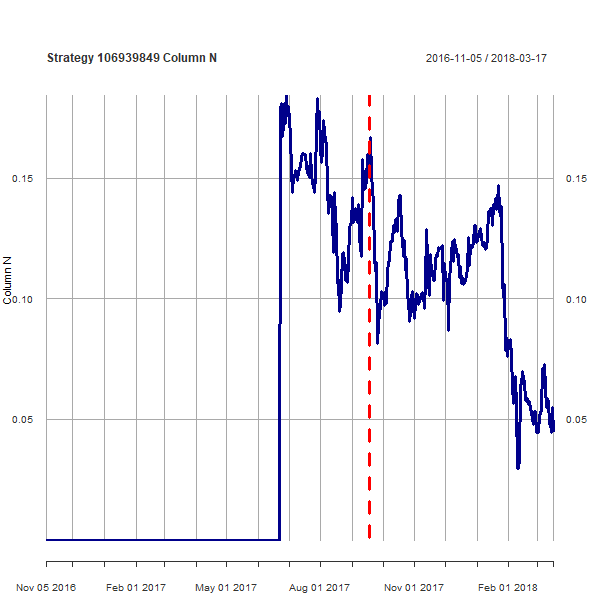 Strategy 106939849 Column N
2016-11-05 / 2018-03-17
Column N
0.15
0.15
0.10
0.10
0.05
0.05
Nov 05 2016
Feb 01 2017
May 01 2017
Aug 01 2017
Nov 01 2017
Feb 01 2018